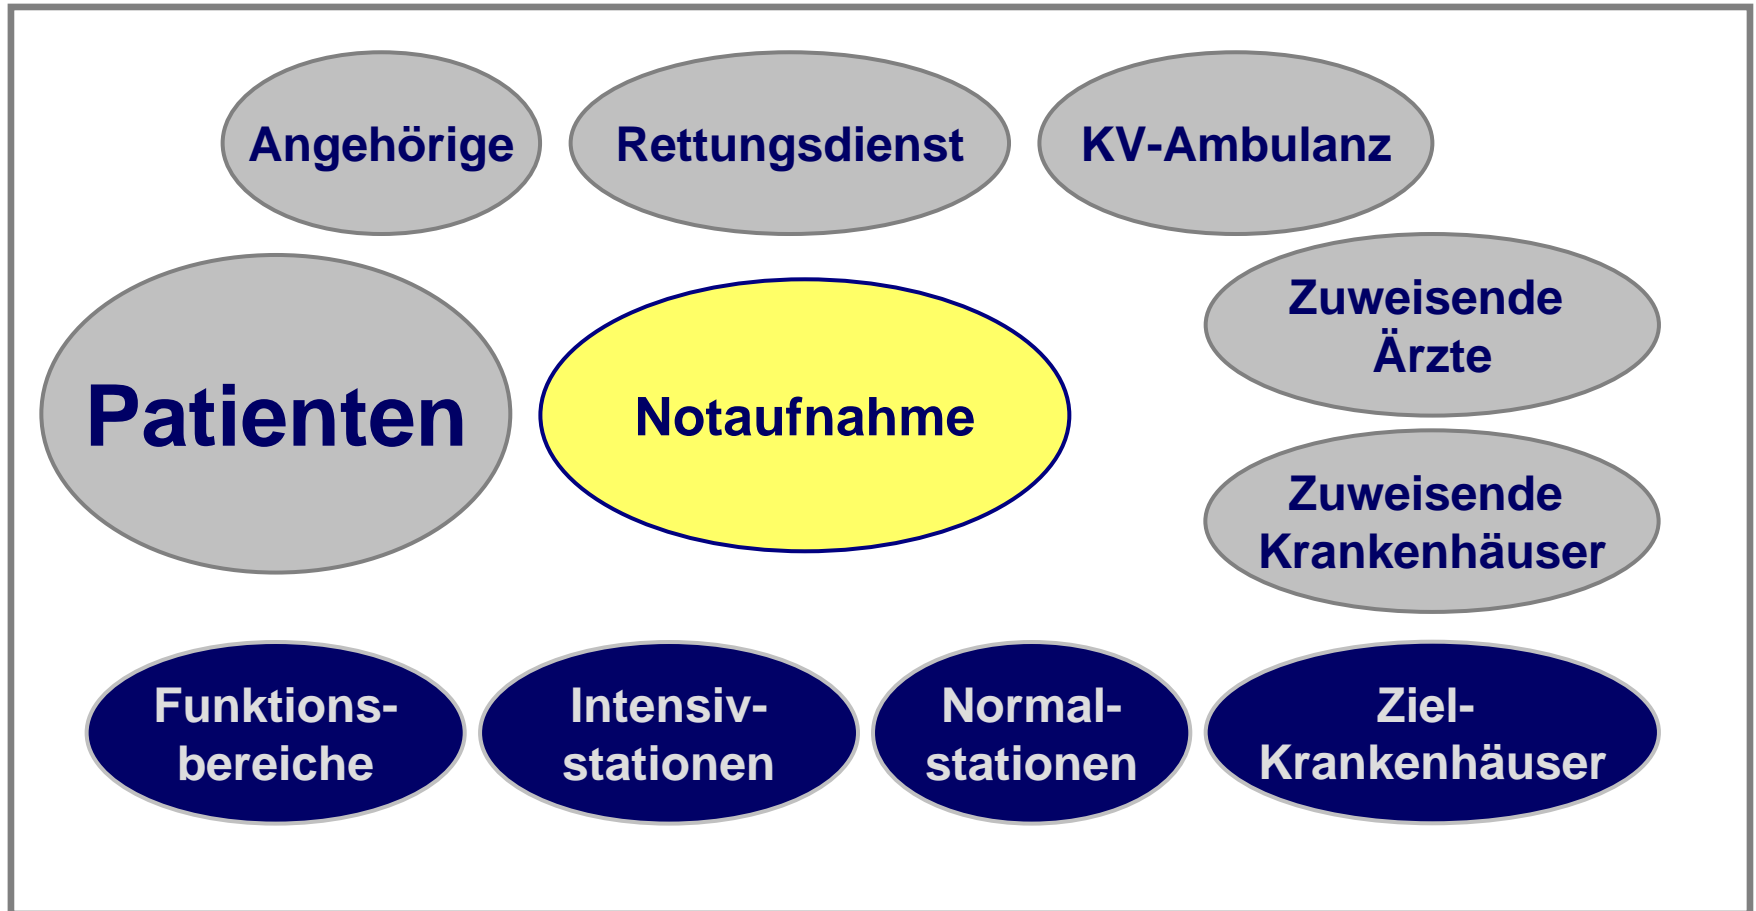 Angehörige
Rettungsdienst
KV-Ambulanz
Patienten
Notaufnahme
Zuweisende
Ärzte
Zuweisende
Krankenhäuser
Funktions-
bereiche
Intensiv-
stationen
Normal-
stationen
Ziel-
Krankenhäuser